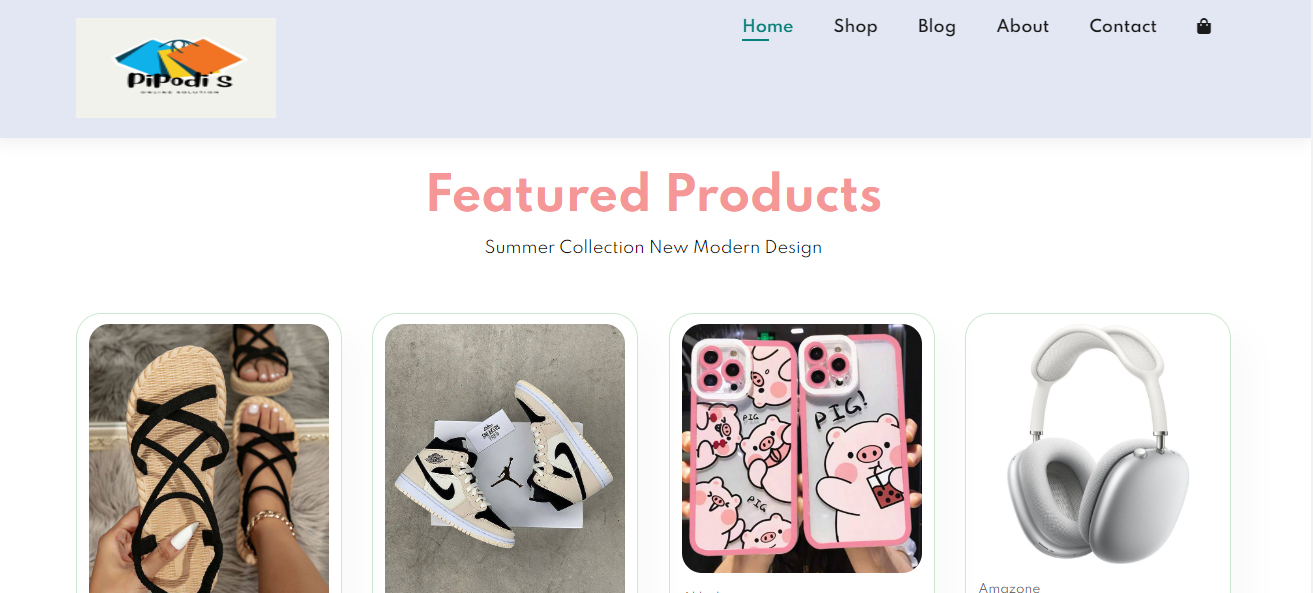 Home Shop Blog About Contact
PiPodi's
ONLINE SOLUTION
Featured Products
Summer Collection New Modern Design
SNEAKERS
PIG
PIG!
PIG
PIG
Amazone